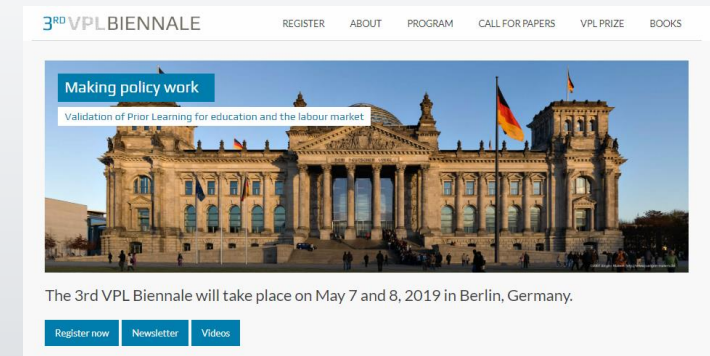 3RD VPLBIENNALE
REGISTER ABOUT PROGRAM CALL FOR PAPERS VPL PRIZE BOOKS
Making policy work
Validation of Prior Learning for education and the labour market
The 3rd VPL Biennale will take place on May 7 and 8, 2019 in Berlin, Germany.
Register now Newsletter Videos